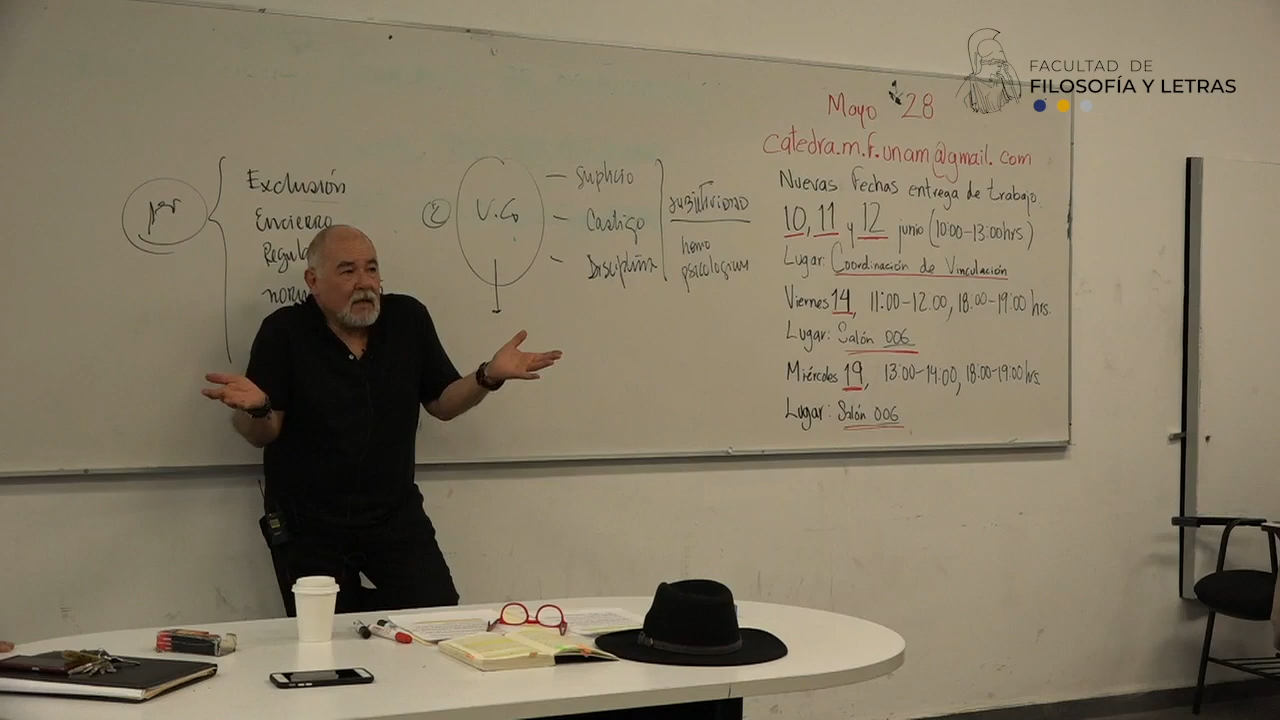 FACULTAD DE
FILOSOFÍA Y LETRAS
Exclusión
Encierro
②
Suplicio
Castigo
Disciplina
subjetividad
homo
psicologicum
Mayo 28
catedra.m.f.unam@gmail.com
Nuevas fechas entrega de trabajo.
10, 11 y 12 junio (10:00-13:00hrs)
Lugar: Coordinación de Vinculación
Viernes 14, 11:00-12:00, 18:00-19:00 hrs.
Lugar: Salón 006
Miércoles 19, 13:00-14:00, 18:00-19:00 hrs.
Lugar: Salón 006